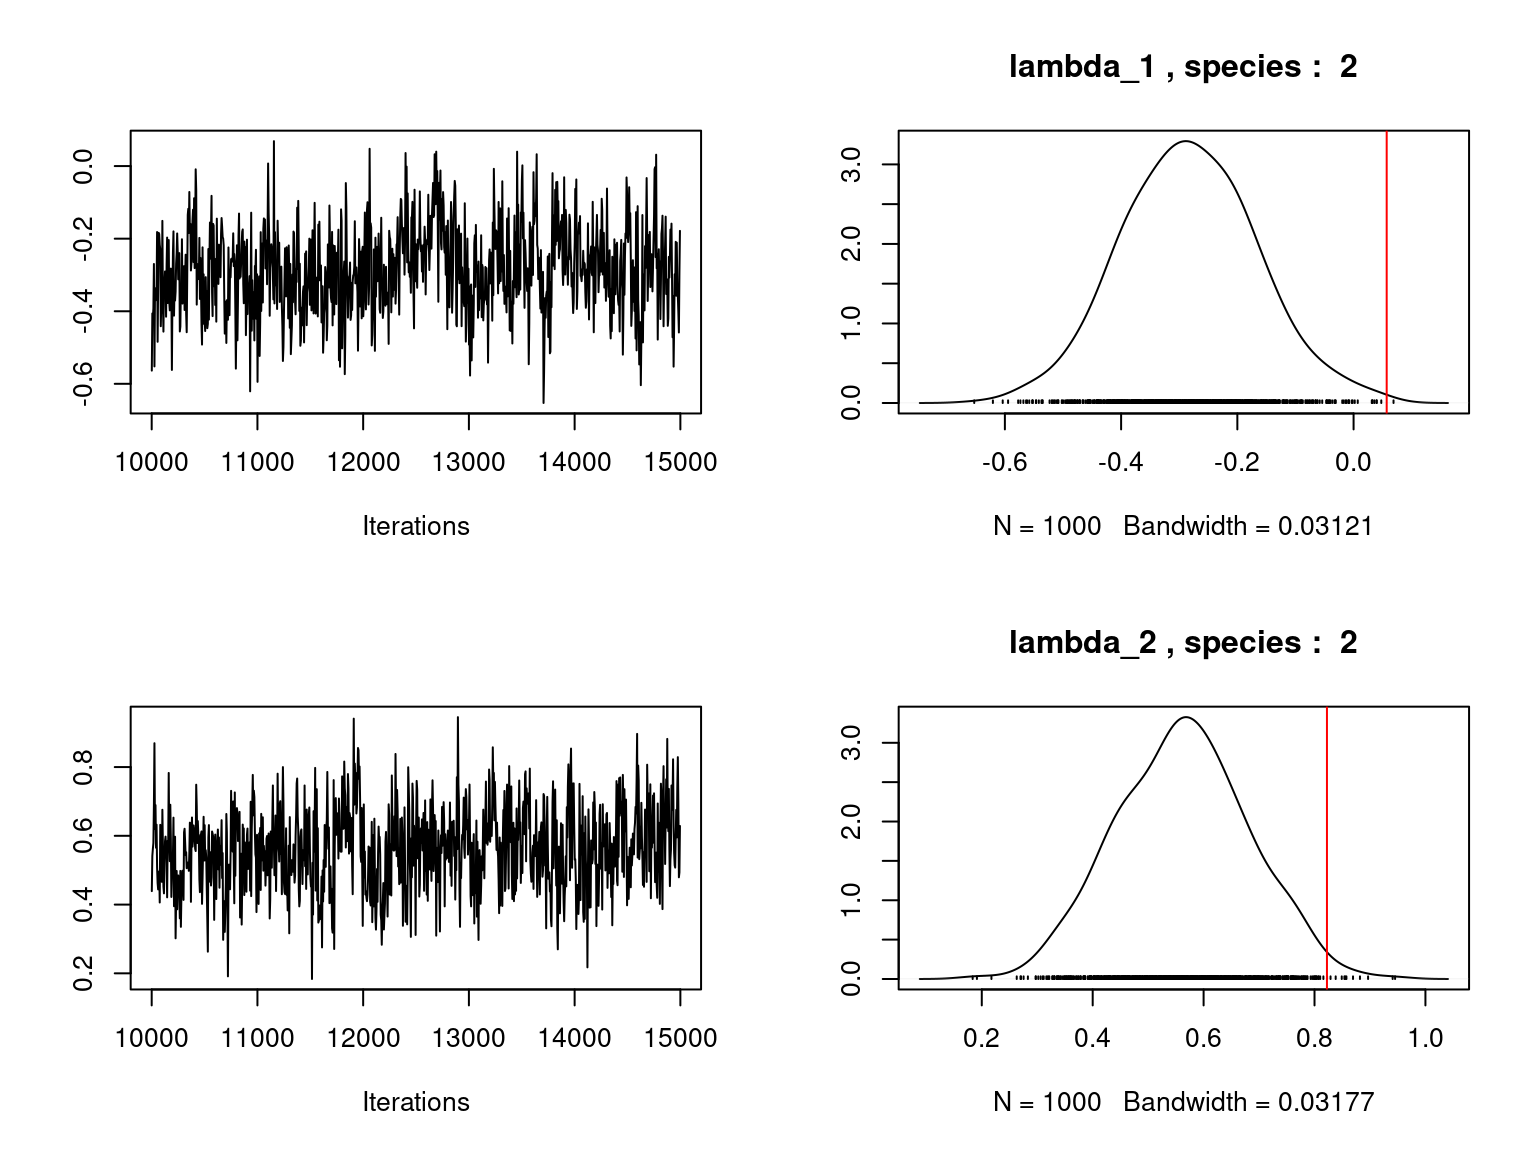 lambda_1 , species :  2
0.0
-0.2
-0.4
-0.6
10000 11000 12000 13000 14000 15000
Iterations
3.0
2.0
1.0
0.0
-0.6 -0.4 -0.2 0.0
N = 1000   Bandwidth = 0.03121
lambda_2 , species :  2
0.8
0.6
0.4
0.2
10000 11000 12000 13000 14000 15000
Iterations
3.0
2.0
1.0
0.0
0.2 0.4 0.6 0.8 1.0
N = 1000   Bandwidth = 0.03177